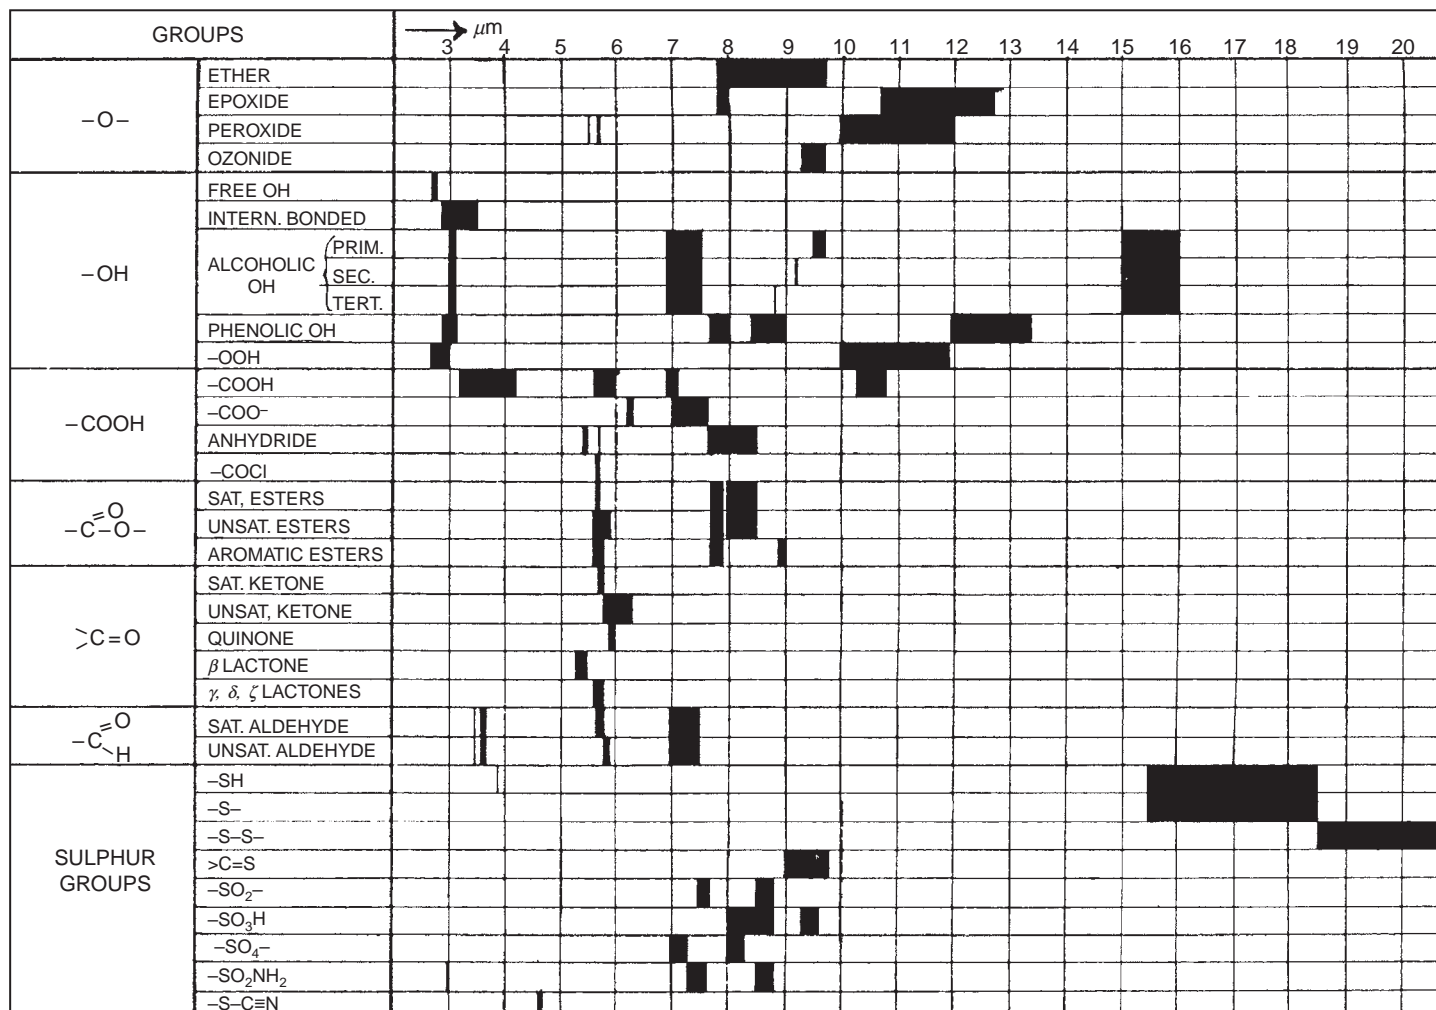 GROUPS
μm
3 4 5 6 7 8 9 10 11 12 13 15 16 17 18 19 20
–O–
ETHER
EPOXIDE
PEROXIDE
OZONIDE
–OH
FREE OH
INTERN. BONDED
ALCOHOLIC OH
PRIM.
SEC.
TERT.
PHENOLIC OH
–OOH
–COOH
–COOH
–COO⁻
ANHYDRIDE
–COCI
–C(=O)–O–
SAT, ESTERS
UNSAT. ESTERS
AROMATIC ESTERS
>C=O
SAT. KETONE
UNSAT, KETONE
QUINONE
β LACTONE
γ, δ, ζ LACTONES
–C(=O)H
SAT. ALDEHYDE
UNSAT. ALDEHYDE
SULPHUR
GROUPS
–SH
–S–
–S–S–
>C=S
–SO₂–
–SO₃H
–SO₄–
–SO₂NH₂
–S–C≡N